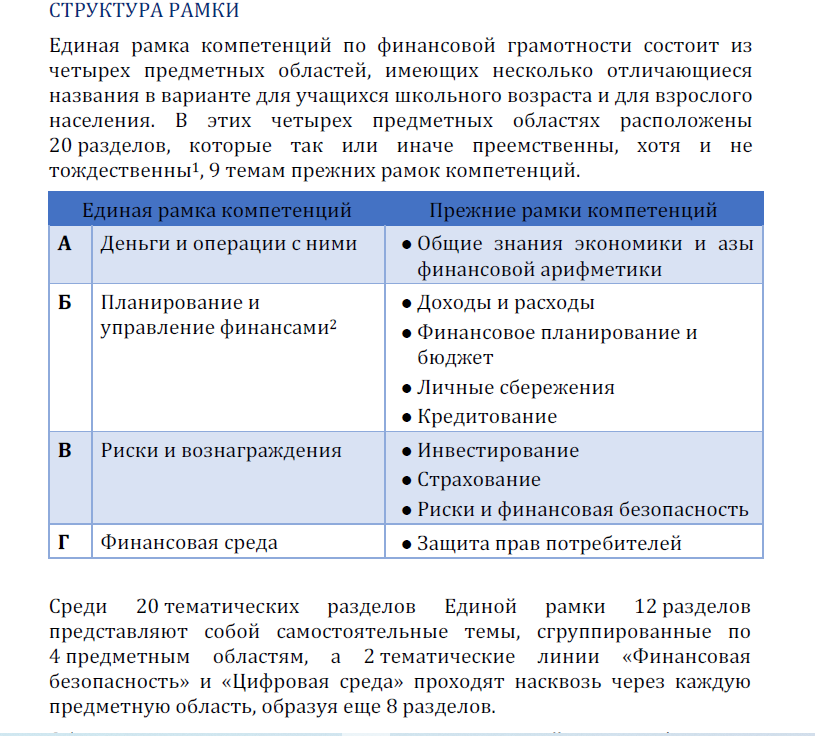 СТРУКТУРА РАМКИ
Единая рамка компетенций по финансовой грамотности состоит из
четырех предметных областей, имеющих несколько отличающиеся
названия в варианте для учащихся школьного возраста и для взрослого
населения. В этих четырех предметных областях расположены
20 разделов, которые так или иначе преемственны, хотя и не
тождественны¹, 9 темам прежних рамок компетенций.
Единая рамка компетенций
Прежние рамки компетенций
А
Деньги и операции с ними
● Общие знания экономики и азы
финансовой арифметики
Б
Планирование и
управление финансами²
● Доходы и расходы
● Финансовое планирование и
бюджет
● Личные сбережения
● Кредитование
В
Риски и вознаграждения
● Инвестирование
● Страхование
● Риски и финансовая безопасность
Г
Финансовая среда
● Защита прав потребителей
Среди 20 тематических разделов Единой рамки 12 разделов
представляют собой самостоятельные темы, сгруппированные по
4 предметным областям, а 2 тематические линии «Финансовая
безопасность» и «Цифровая среда» проходят насквозь через каждую
предметную область, образуя еще 8 разделов.